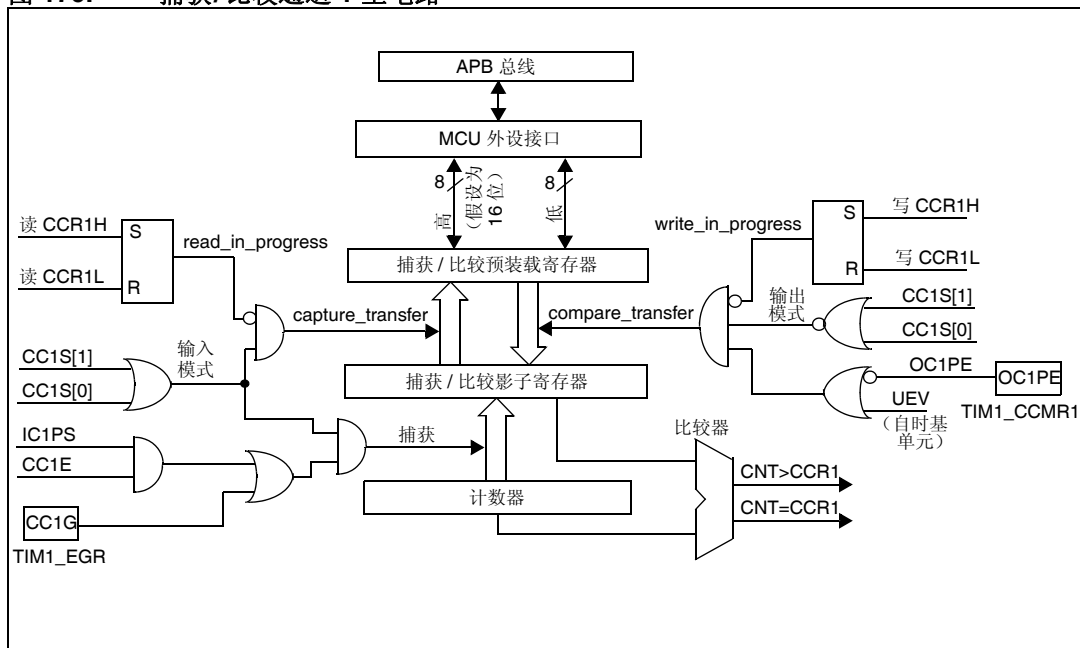 APB 总线
MCU 外设接口
8
高
(假设为
16 位)
8
低
读 CCR1H
读 CCR1L
S
R
read_in_progress
write_in_progress
S
R
写 CCR1H
写 CCR1L
捕获 / 比较预装载寄存器
capture_transfer
compare_transfer
输出
模式
CC1S[1]
CC1S[0]
CC1S[1]
CC1S[0]
输入
模式
捕获 / 比较影子寄存器
OC1PE
OC1PE
UEV
TIM1_CCMR1
(自时基
单元)
IC1PS
CC1E
捕获
比较器
CNT>CCR1
CNT=CCR1
计数器
CC1G
TIM1_EGR